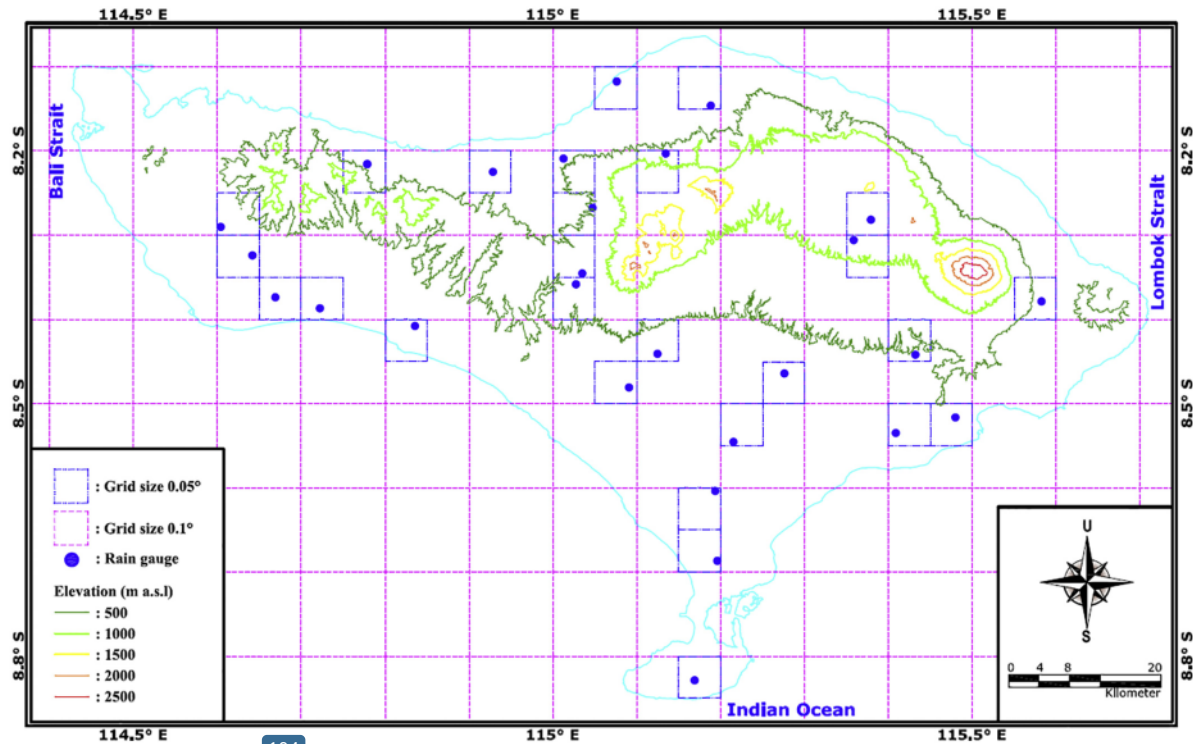 114.5° E
115° E
115,5° E
Bali Strait
8.2° S
8.2° S
Lombok Strait
8.5° S
8.5° S
: Grid size 0.05°
: Grid size 0.1°
: Rain gauge
Elevation (m a.s.l)
: 500
: 1000
: 1500
: 2000
: 2500
U
S
0 4 8 20
Kilometer
8.8° S
8.8° S
Indian Ocean
114,5° E
115° E
115.5° E